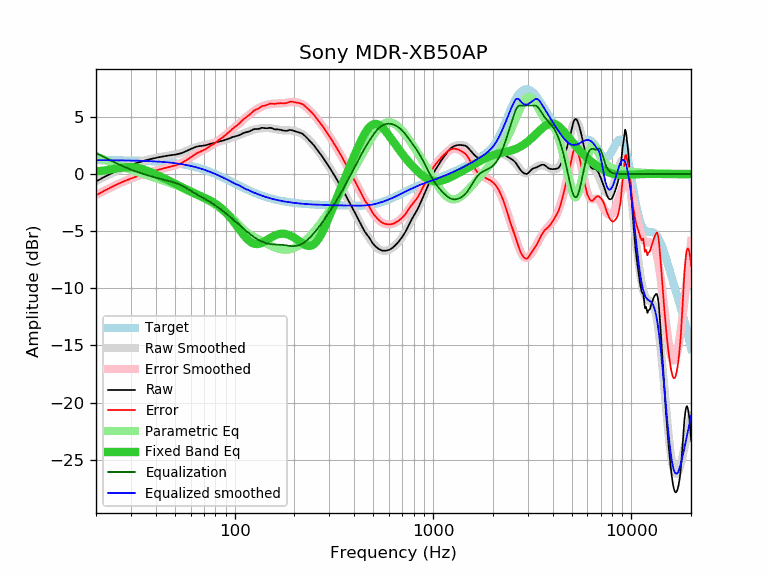 Sony MDR-XB50AP
Amplitude (dBr)
5
0
−5
−10
−15
−20
−25
Target
Raw Smoothed
Error Smoothed
Raw
Error
Parametric Eq
Fixed Band Eq
Equalization
Equalized smoothed
100 1000 10000
Frequency (Hz)